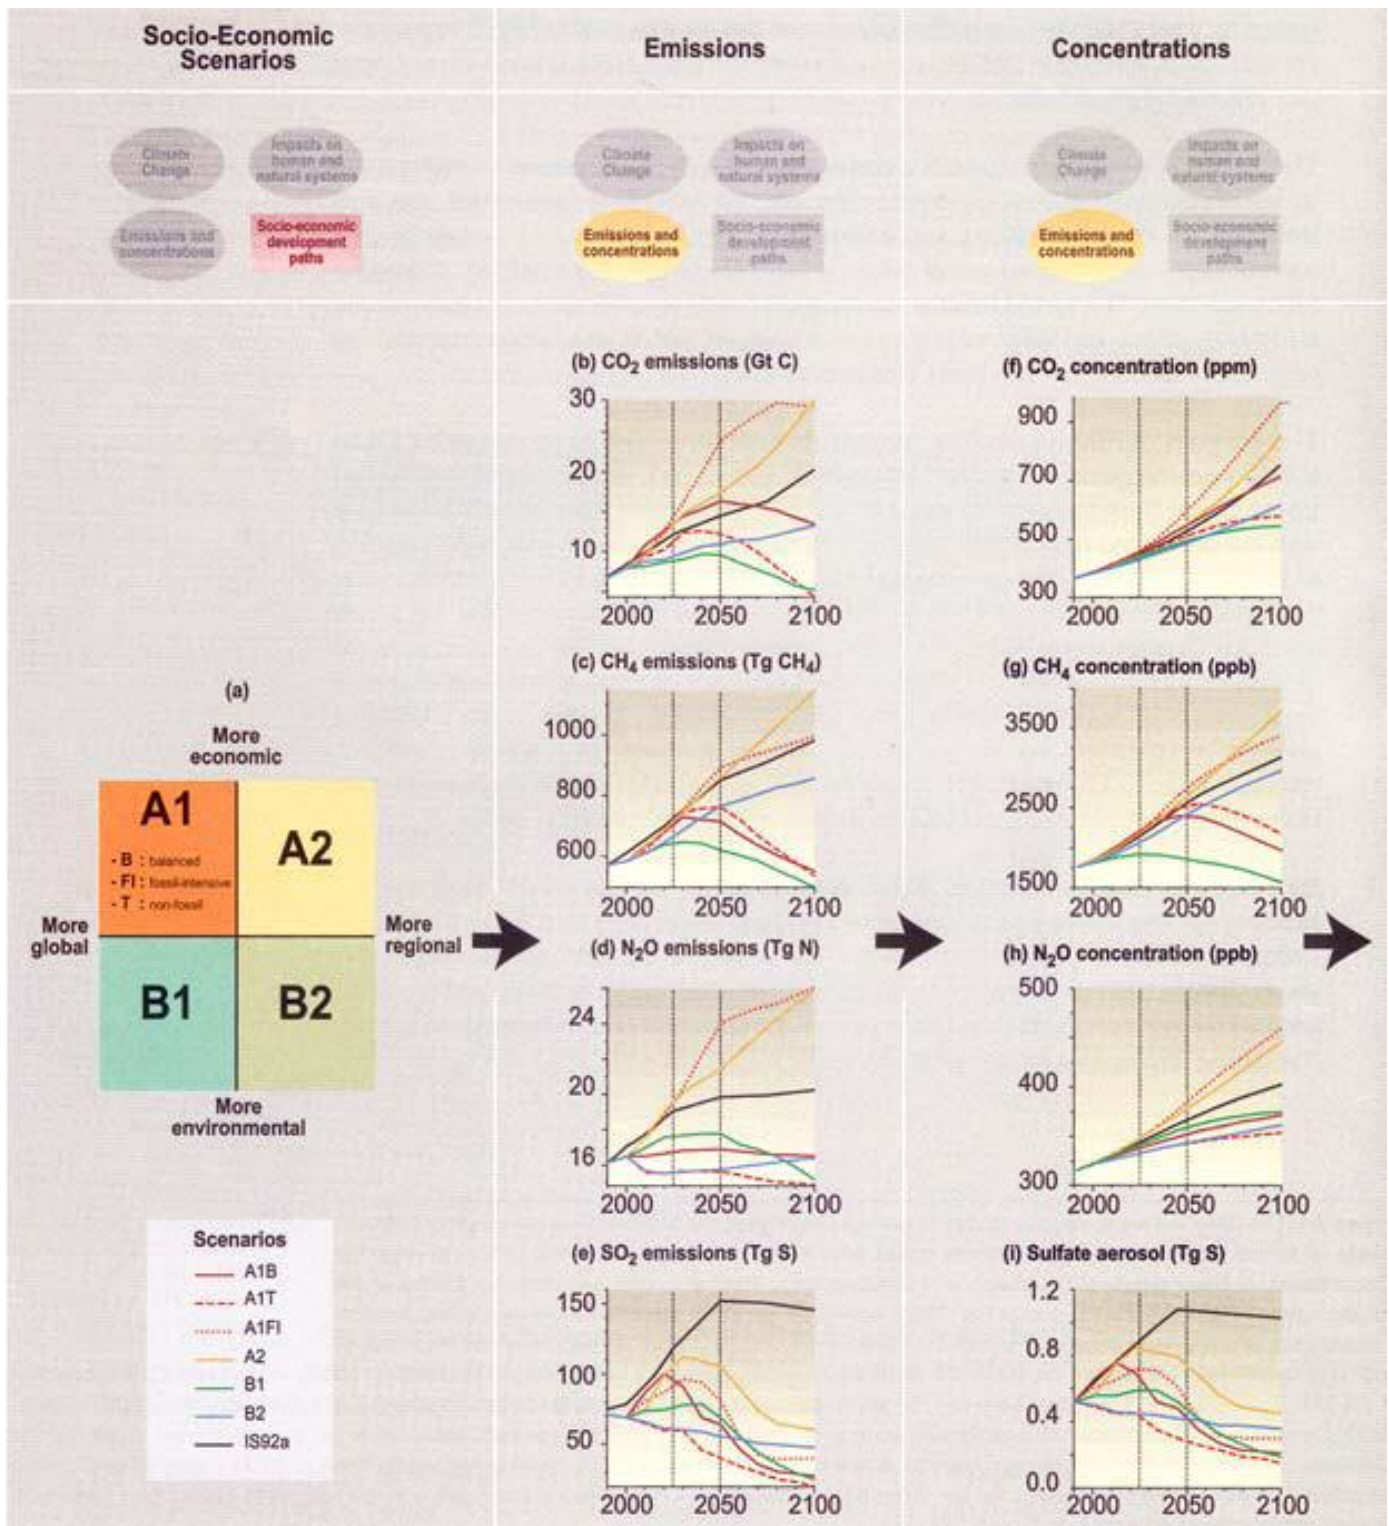 Socio-Economic
Scenarios
Emissions
Concentrations
Climate
Change
Impacts on
human and
natural systems
Emissions and
concentrations
Socio-economic
development
paths
Climate
Change
Impacts on
human and
natural systems
Emissions and
concentrations
Socio-economic
development
paths
Climate
Change
Impacts on
human and
natural systems
Emissions and
concentrations
Socio-economic
development
paths
(a)
More
economic
A1
- B : balanced
- FI : fossil-intensive
- T : non-fossil
A2
More
global
More
regional
B1
B2
More
environmental
Scenarios
A1B
A1T
A1FI
A2
B1
B2
IS92a
(b) CO2 emissions (Gt C)
30
20
10
2000 2050 2100
(c) CH4 emissions (Tg CH4)
1000
800
600
2000 2050 2100
(d) N2O emissions (Tg N)
24
20
16
2000 2050 2100
(e) SO2 emissions (Tg S)
150
100
50
2000 2050 2100
(f) CO2 concentration (ppm)
900
700
500
300
2000 2050 2100
(g) CH4 concentration (ppb)
3500
2500
1500
2000 2050 2100
(h) N2O concentration (ppb)
500
400
300
2000 2050 2100
(i) Sulfate aerosol (Tg S)
1.2
0.8
0.4
0.0
2000 2050 2100